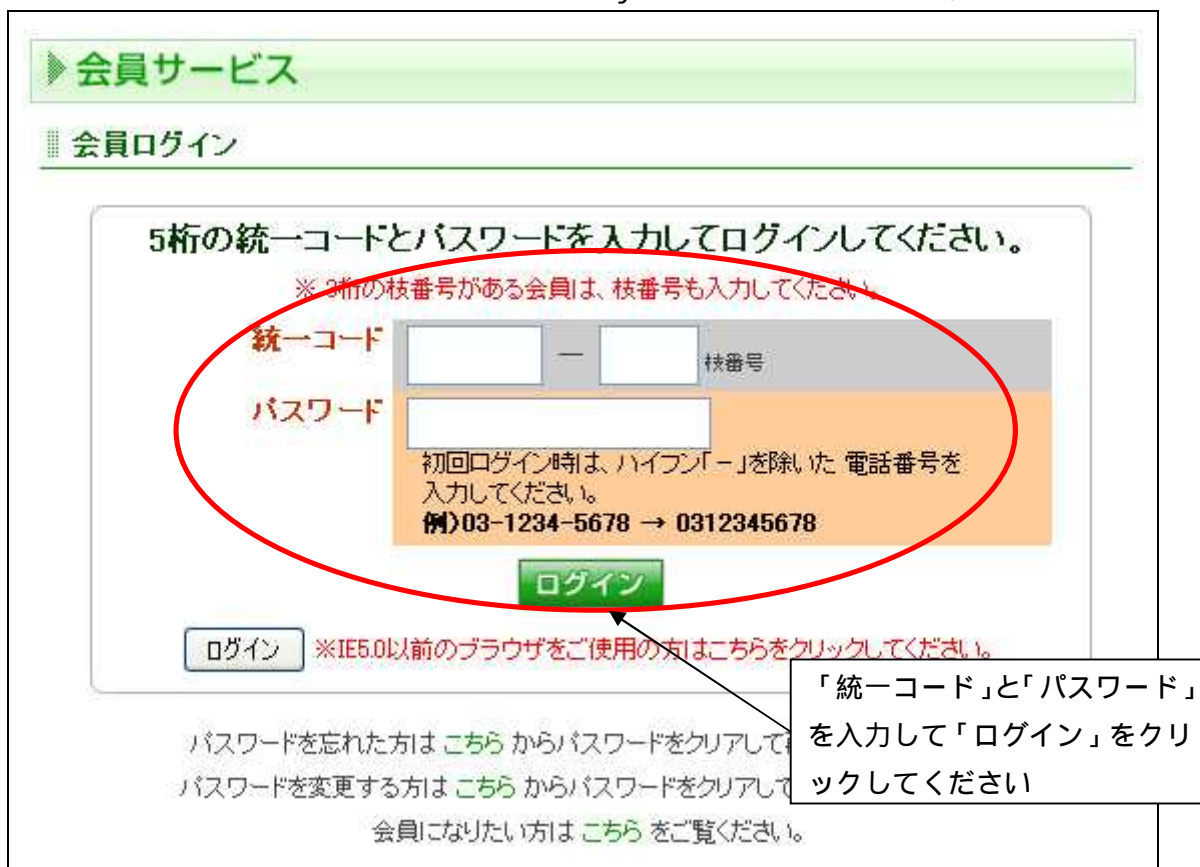 会員サービス
会員ログイン
5桁の統一コードとパスワードを入力してログインしてください。
※ 3桁の枝番号がある会員は、枝番号も入力してください。
統一コード
― 枝番号
パスワード
初回ログイン時は、ハイフン「-」を除いた 電話番号を
入力してください。
例)03-1234-5678 → 0312345678
ログイン
ログイン ※IE5.0以前のブラウザをご使用の方はこちらをクリックしてください。
「統一コード」と「パスワード」
を入力して「ログイン」をクリ
ックしてください
パスワードを忘れた方は こちら からパスワードをクリアして
パスワードを変更する方は こちら からパスワードをクリアして
会員になりたい方は こちら をご覧ください。